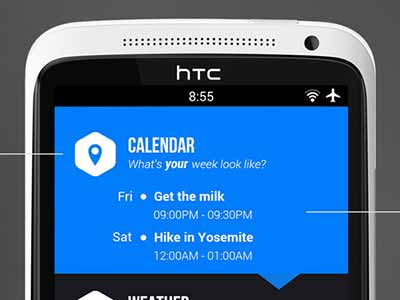 hTC
8:55
CALENDAR
What's your week look like?
Fri Get the milk
09:00PM - 09:30PM
Sat Hike in Yosemite
12:00AM - 01:00AM
WEATHER